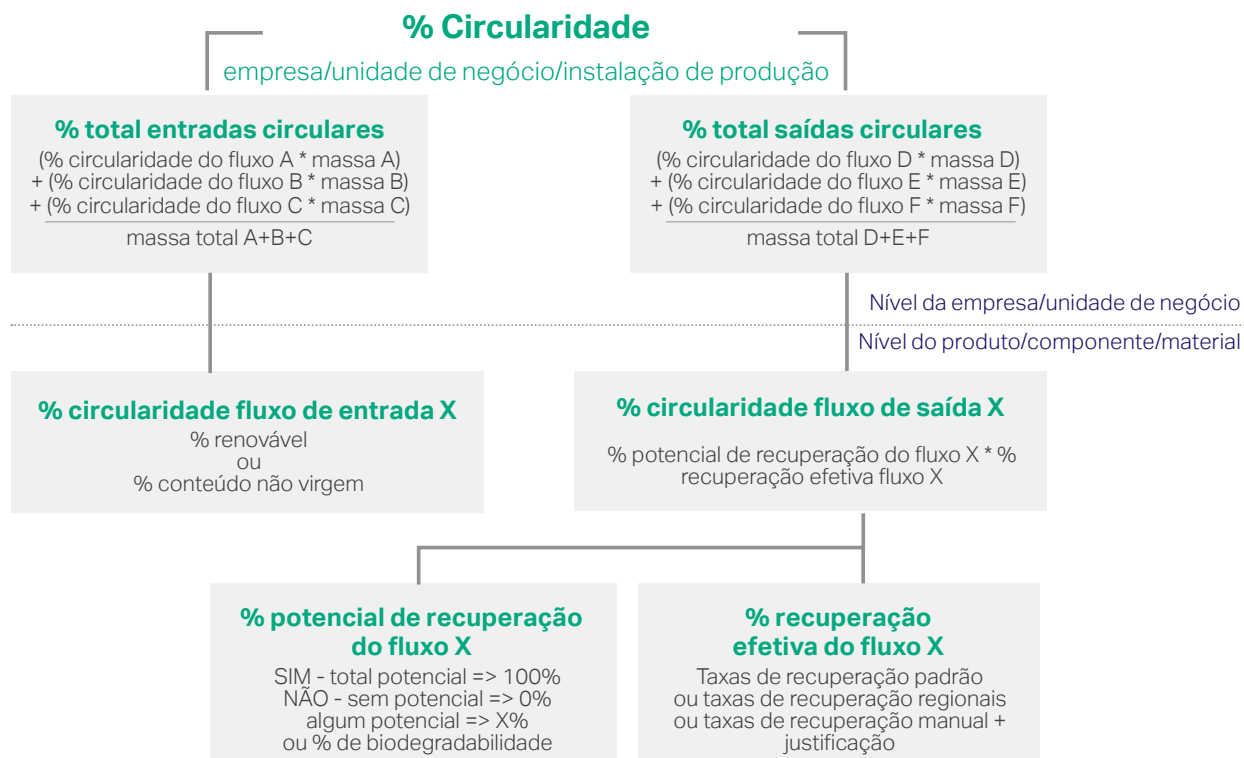 % Circularidade
empresa/unidade de negócio/instalação de produção
% total entradas circulares
(% circularidade do fluxo A * massa A)
+ (% circularidade do fluxo B * massa B)
+ (% circularidade do fluxo C * massa C)
massa total A+B+C
% total saídas circulares
(% circularidade do fluxo D * massa D)
+ (% circularidade do fluxo E * massa E)
+ (% circularidade do fluxo F * massa F)
massa total D+E+F
Nível da empresa/unidade de negócio
Nível do produto/componente/material
% circularidade fluxo de entrada X
% renovável
ou
% conteúdo não virgem
% circularidade fluxo de saída X
% potencial de recuperação do fluxo X * %
recuperação efetiva fluxo X
% potencial de recuperação
do fluxo X
SIM - total potencial => 100%
NÃO - sem potencial => 0%
algum potencial => X%
ou % de biodegradabilidade
% recuperação
efetiva do fluxo X
Taxas de recuperação padrão
ou taxas de recuperação regionais
ou taxas de recuperação manual +
justificação